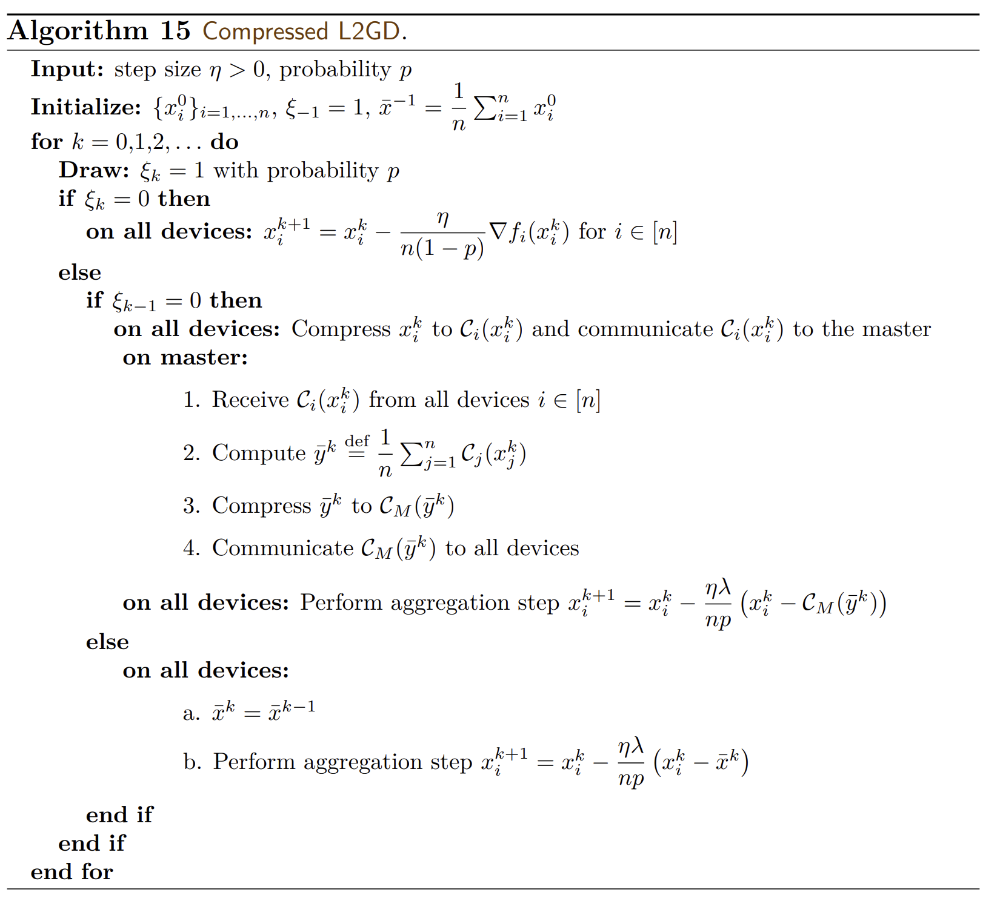 Algorithm 15 Compressed L2GD.
Input: step size $\eta > 0$, probability $p$
Initialize: $\{x_i^0\}_{i=1,\ldots,n}$, $\xi_{-1} = 1$, $\bar{x}^{-1} = \frac{1}{n} \sum_{i=1}^n x_i^0$
for $k = 0,1,2,\ldots$ do
Draw: $\xi_k = 1$ with probability $p$
if $\xi_k = 0$ then
on all devices: $x_i^{k+1} = x_i^k - \frac{\eta}{n(1-p)} \nabla f_i(x_i^k)$ for $i \in [n]$
else
if $\xi_{k-1} = 0$ then
on all devices: Compress $x_i^k$ to $\mathcal{C}_i(x_i^k)$ and communicate $\mathcal{C}_i(x_i^k)$ to the master
on master:
1. Receive $\mathcal{C}_i(x_i^k)$ from all devices $i \in [n]$
2. Compute $\bar{y}^k \stackrel{\text{def}}{=} \frac{1}{n} \sum_{j=1}^n \mathcal{C}_j(x_j^k)$
3. Compress $\bar{y}^k$ to $\mathcal{C}_M(\bar{y}^k)$
4. Communicate $\mathcal{C}_M(\bar{y}^k)$ to all devices
on all devices: Perform aggregation step $x_i^{k+1} = x_i^k - \frac{\eta\lambda}{np} \left(x_i^k - \mathcal{C}_M(\bar{y}^k)\right)$
else
on all devices:
a. $\bar{x}^k = \bar{x}^{k-1}$
b. Perform aggregation step $x_i^{k+1} = x_i^k - \frac{\eta\lambda}{np} \left(x_i^k - \bar{x}^k\right)$
end if
end if
end for